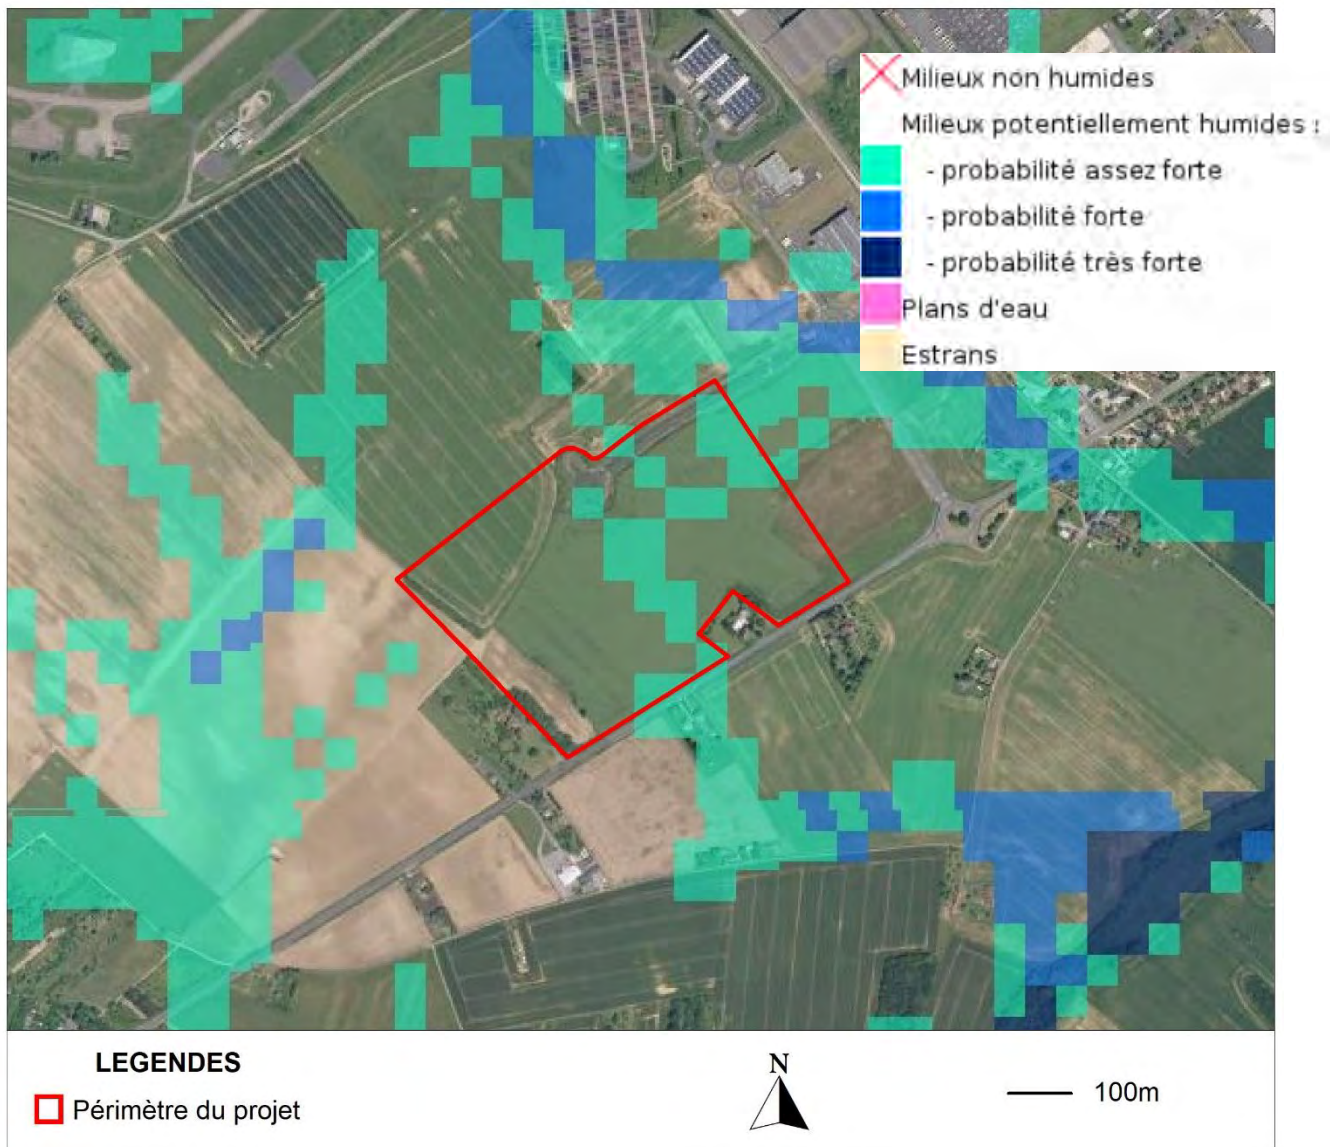 Milieux non humides
Milieux potentiellement humides :
- probabilité assez forte
- probabilité forte
- probabilité très forte
Plans d'eau
Estrans
LEGENDES
Périmètre du projet
N
100m